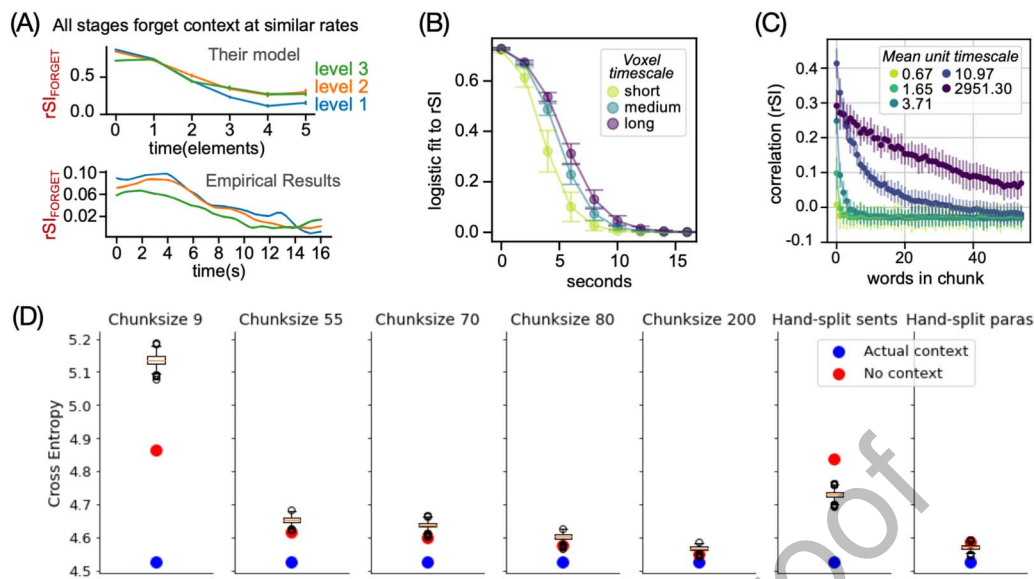 (A) All stages forget context at similar rates
Their model
rSIFORGET
0.5
0.0
level 3
level 2
level 1
0 1 2 3 4 5
time(elements)
Empirical Results
rSIFORGET
0.10
0.06
0.02
0 2 4 6 8 10 12 14 16
time(s)
(B)
logistic fit to rSI
0.6
0.4
0.2
0.0
Voxel
timescale
short
medium
long
0 5 10 15
seconds
(C)
correlation (rSI)
0.4
0.3
0.2
0.1
0.0
-0.1
Mean unit timescale
0.67 10.97
1.65 2951.30
3.71
0 20 40
words in chunk
(D)
Chunksize 9 Chunksize 55 Chunksize 70 Chunksize 80 Chunksize 200 Hand-split sents Hand-split paras
Cross Entropy
5.2
5.1
5.0
4.9
4.8
4.7
4.6
4.5
Actual context
No context
oof